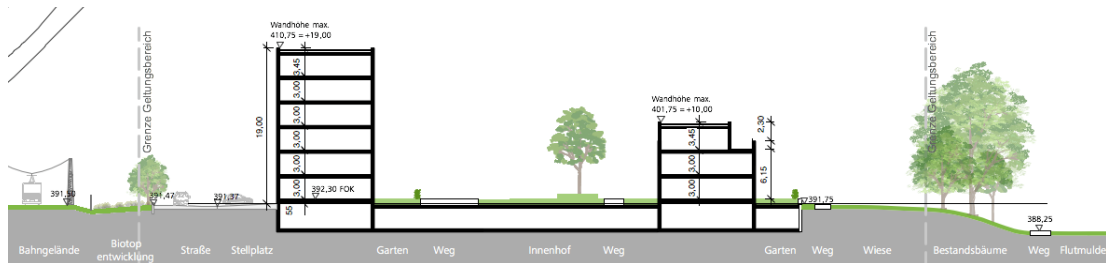 Wandhöhe max.
410,75 = +19,00
Grenze Geltungsbereich
Grenze Geltungsbereich
3,45
3,00
3,00
3,00
3,00
3,00
19,00
55
392,30 FOK
Wandhöhe max.
401,75 = +10,00
3,45
3,00
3,00
2,30
6,15
391,50
391,47
391,37
391,75
388,25
Bahngelände
Biotop
entwicklung
Straße
Stellplatz
Garten
Weg
Innenhof
Weg
Garten
Weg
Wiese
Bestandsbäume
Weg
Flutmulde